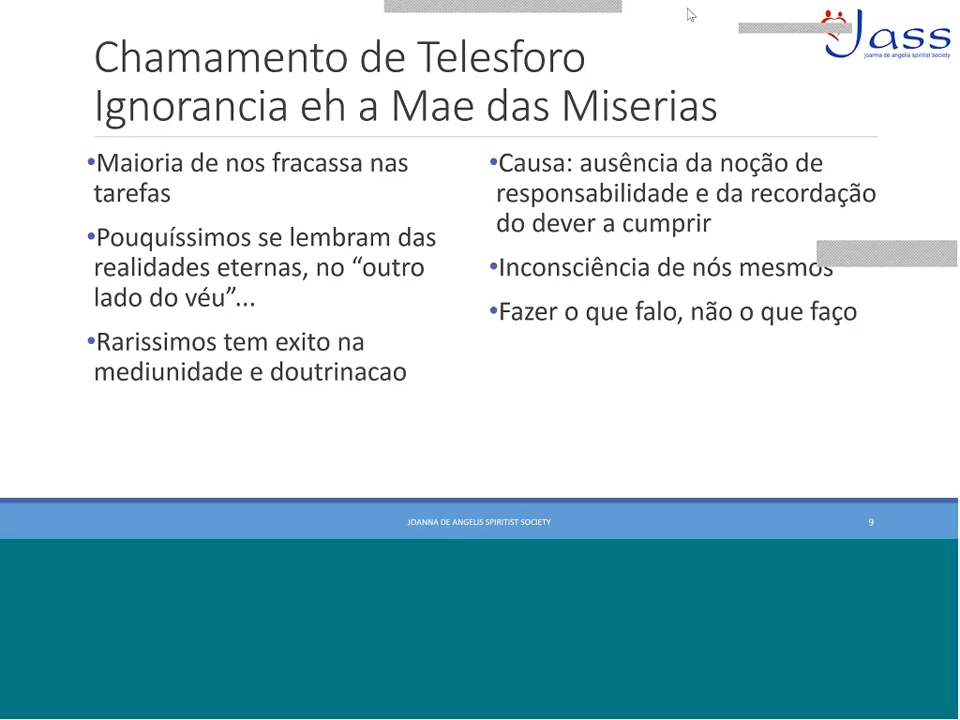 Jass
joanna de angelis spiritist society
Chamamento de Telesforo
Ignorancia eh a Mae das Miserias
•Maioria de nos fracassa nas
tarefas
•Pouquíssimos se lembram das
realidades eternas, no “outro
lado do véu”...
•Rarissimos tem exito na
mediunidade e doutrinacao
•Causa: ausência da noção de
responsabilidade e da recordação
do dever a cumprir
•Inconsciência de nós mesmos
•Fazer o que falo, não o que faço
JOANNA DE ANGELIS SPIRITIST SOCIETY
9